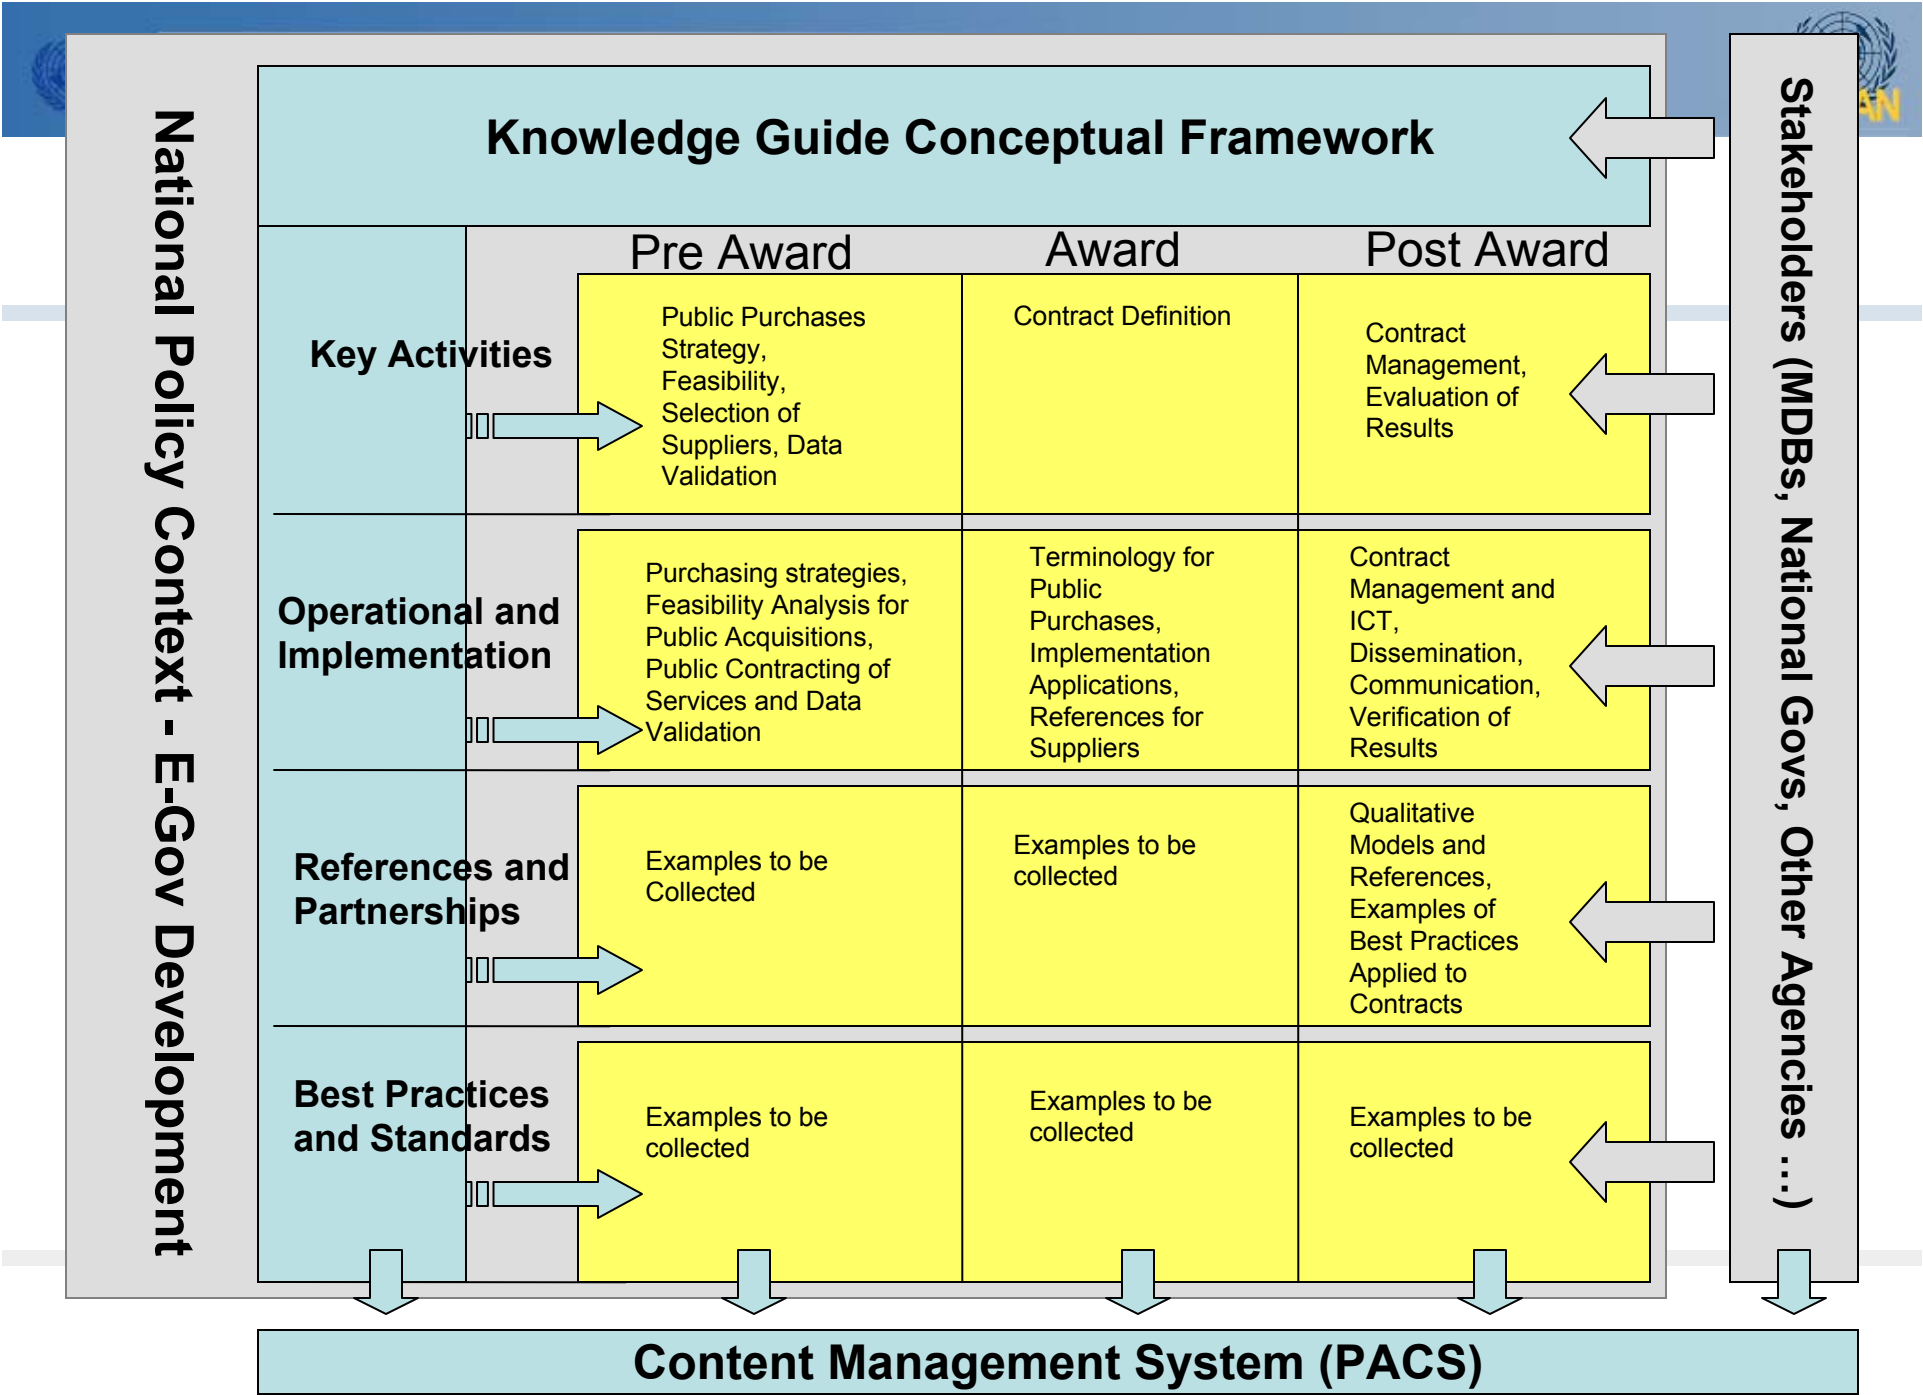 Knowledge Guide Conceptual Framework
National Policy Context - E-Gov Development
Stakeholders (MDBs, National Govs, Other Agencies …)
AN
Pre Award
Award
Post Award
Key Activities
Public Purchases
Strategy,
Feasibility,
Selection of
Suppliers, Data
Validation
Contract Definition
Contract
Management,
Evaluation of
Results
Operational and
Implementation
Purchasing strategies,
Feasibility Analysis for
Public Acquisitions,
Public Contracting of
Services and Data
Validation
Terminology for
Public
Purchases,
Implementation
Applications,
References for
Suppliers
Contract
Management and
ICT,
Dissemination,
Communication,
Verification of
Results
References and
Partnerships
Examples to be
Collected
Examples to be
collected
Qualitative
Models and
References,
Examples of
Best Practices
Applied to
Contracts
Best Practices
and Standards
Examples to be
collected
Examples to be
collected
Examples to be
collected
Content Management System (PACS)